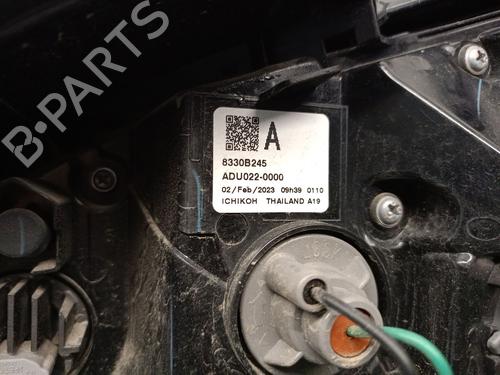 B-PARTS
A
8330B245
ADU022-0000
02/Feb/2023 09h39 0110
ICHIKOH THAILAND A19